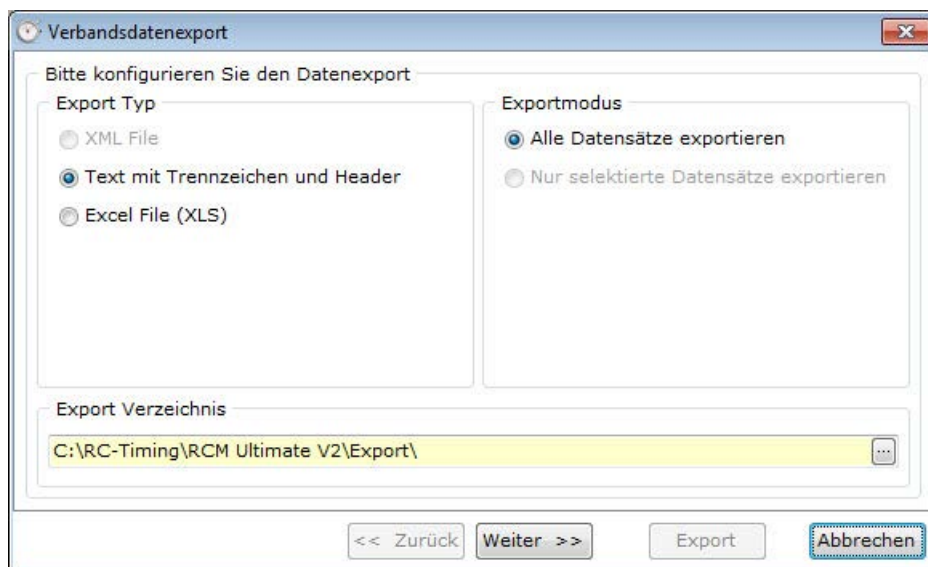 Verbandsdatenexport
Bitte konfigurieren Sie den Datenexport
Export Typ
XML File
Text mit Trennzeichen und Header
Excel File (XLS)
Exportmodus
Alle Datensätze exportieren
Nur selektierte Datensätze exportieren
Export Verzeichnis
C:\RC-Timing\RCM Ultimate V2\Export\
...
<< Zurück
Weiter >>
Export
Abbrechen